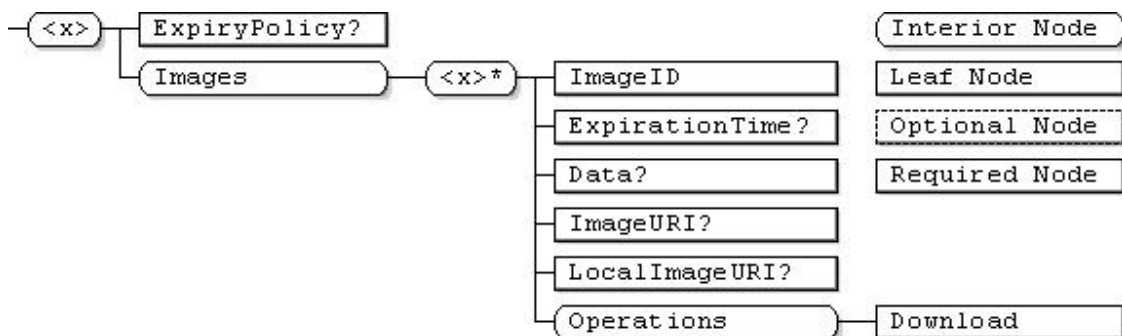 <x> ExpiryPolicy? Interior Node
Images <x>* ImageID Leaf Node
ExpirationTime? Optional Node
Data? Required Node
ImageURI?
LocalImageURI?
Operations Download